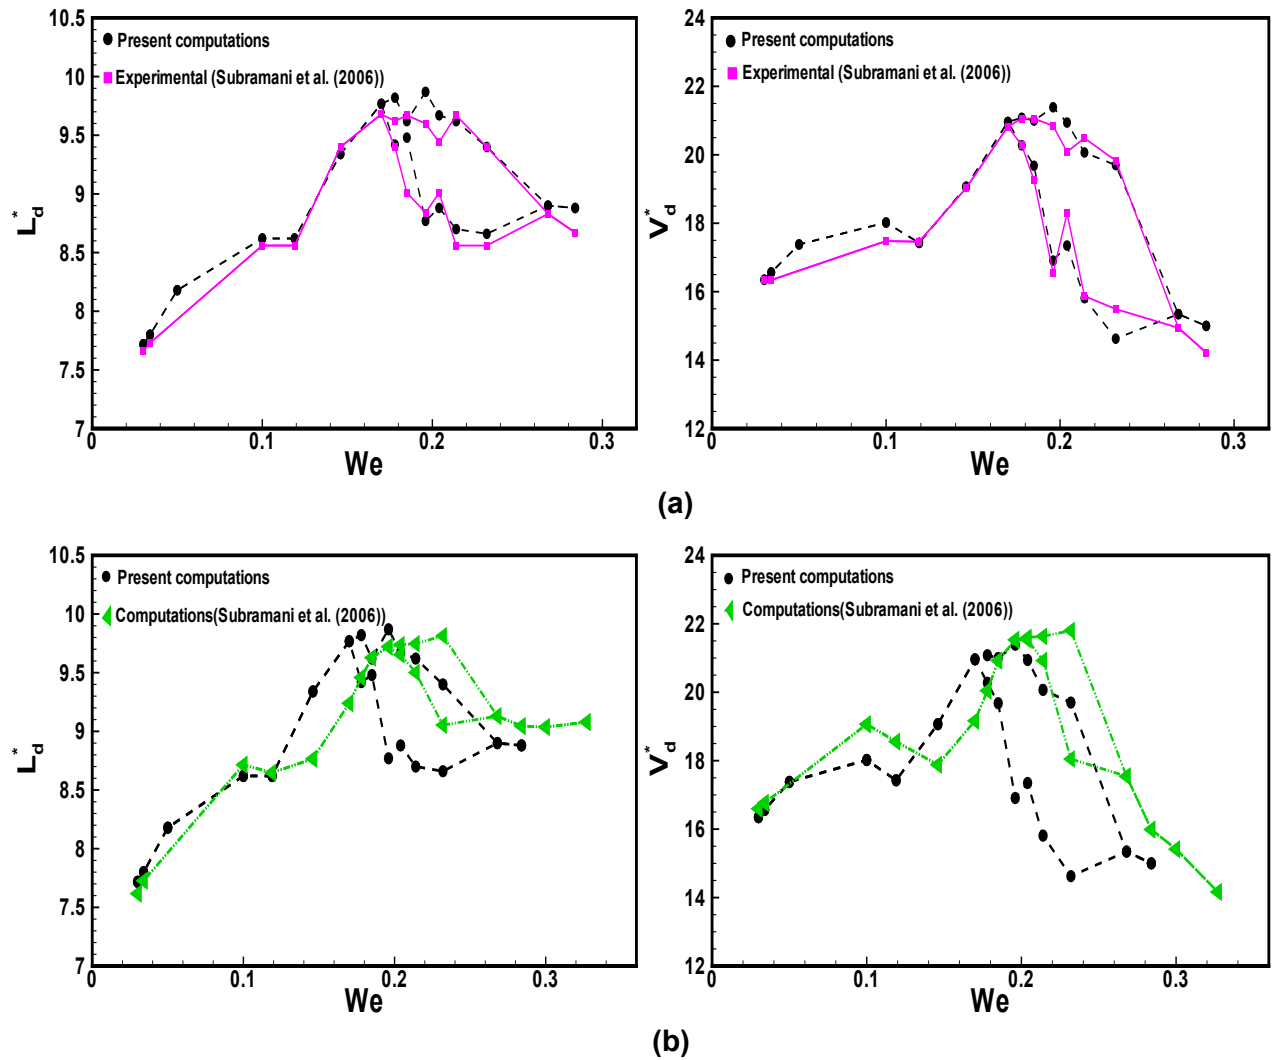 10.5
10
9.5
9
8.5
8
7.5
7
L*d
Present computations
Experimental (Subramani et al. (2006))
0 0.1 0.2 0.3
We
24
22
20
18
16
14
12
V*d
Present computations
Experimental (Subramani et al. (2006))
0 0.1 0.2 0.3
We
(a)
10.5
10
9.5
9
8.5
8
7.5
7
L*d
Present computations
Computations(Subramani et al. (2006))
0 0.1 0.2 0.3
We
24
22
20
18
16
14
12
V*d
Present computations
Computations(Subramani et al. (2006))
0 0.1 0.2 0.3
We
(b)